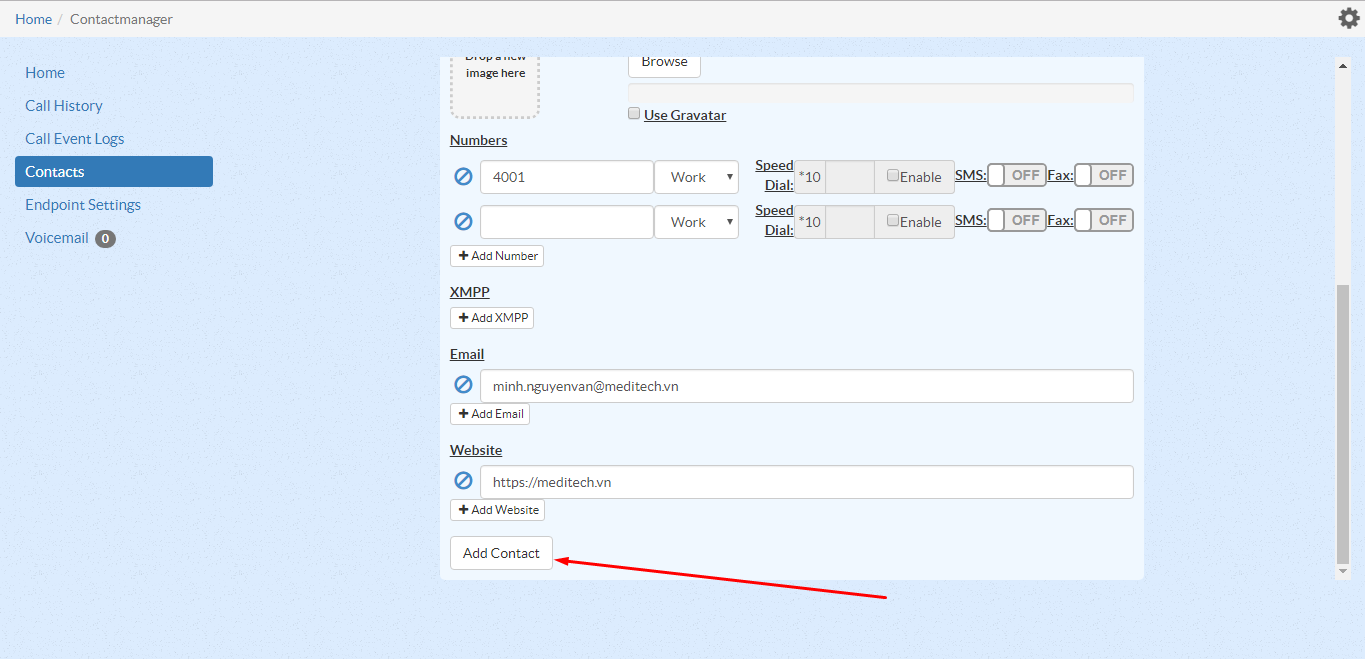 Home / Contactmanager
Home
Call History
Call Event Logs
Contacts
Endpoint Settings
Voicemail 0
Drop a new
image here
Browse
Use Gravatar
Numbers
4001 Work Speed Dial: *10 Enable SMS: OFF Fax: OFF
Work Speed Dial: *10 Enable SMS: OFF Fax: OFF
Add Number
XMPP
Add XMPP
Email
minh.nguyenvan@meditech.vn
Add Email
Website
https://meditech.vn
Add Website
Add Contact